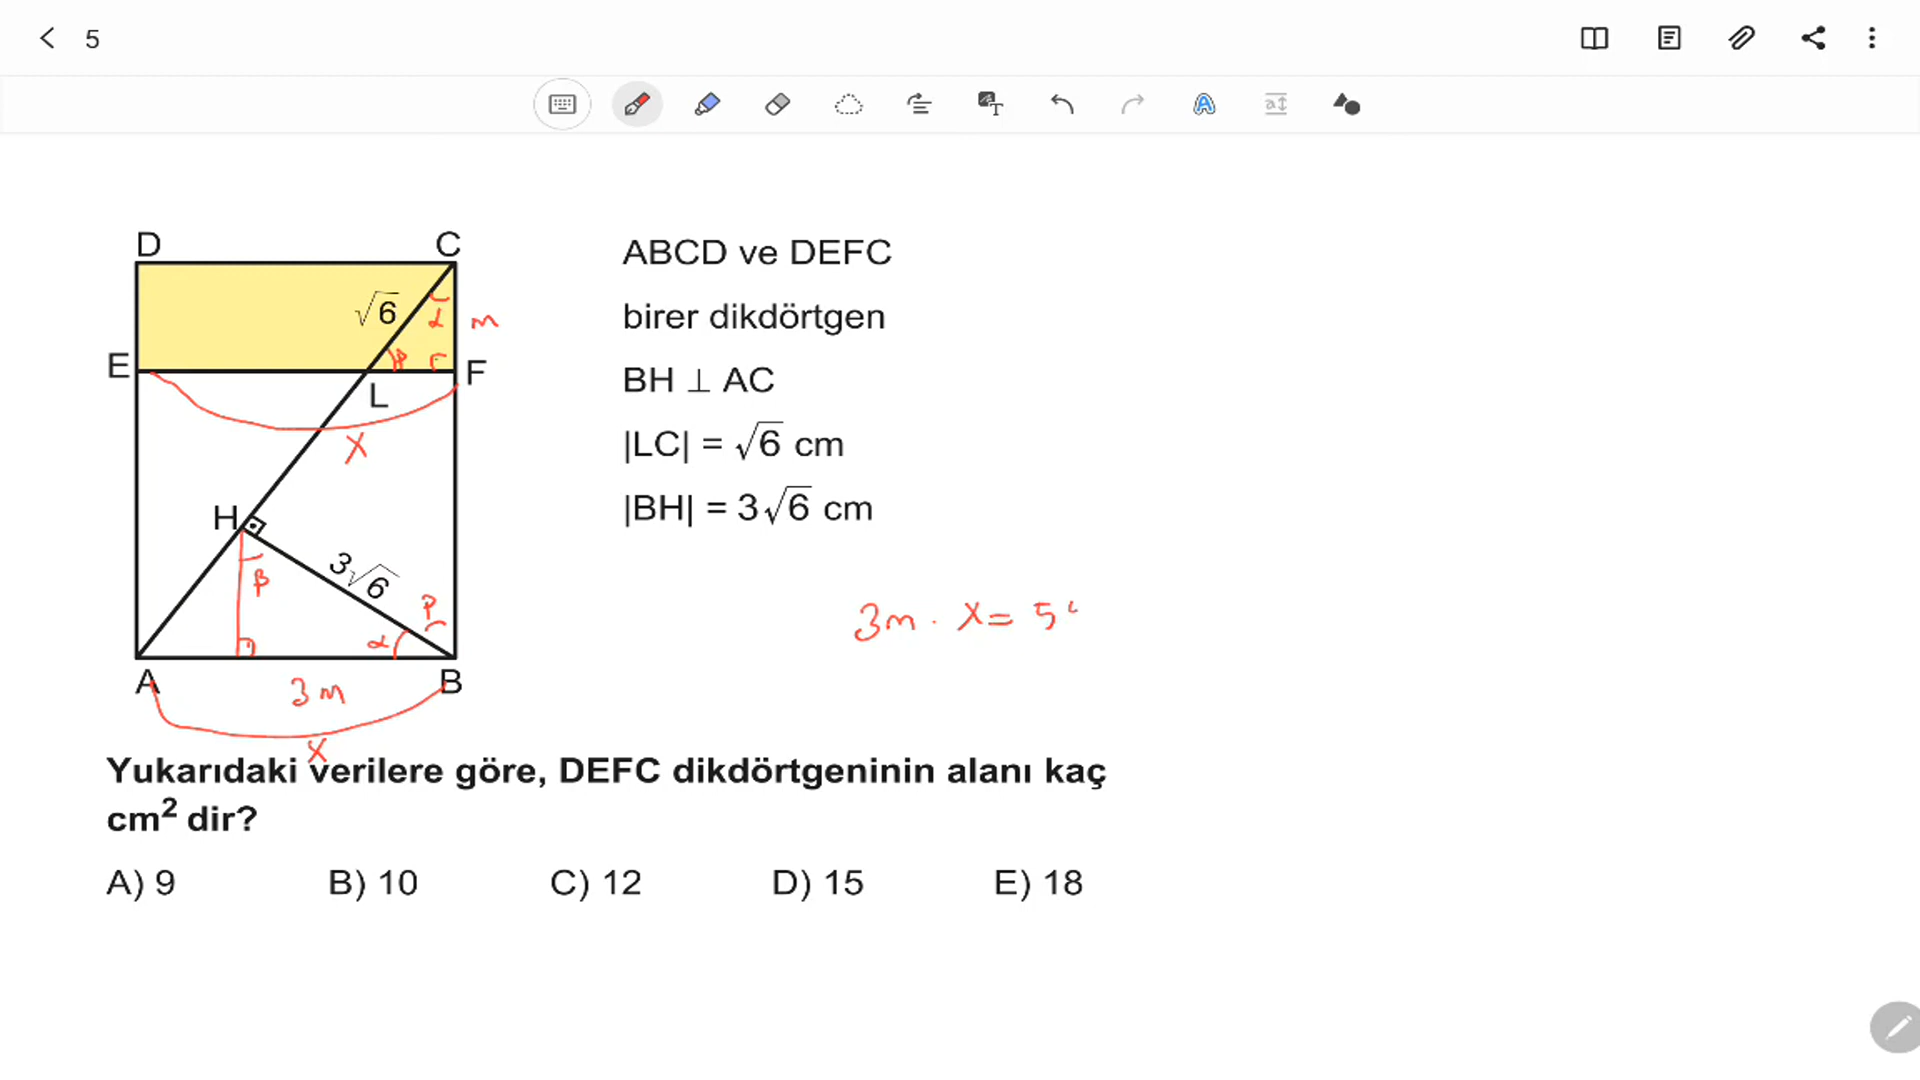 5
D C
√6 α m
E F
L
X
H
β 3√6
β
α
A 3m B
X
ABCD ve DEFC
birer dikdörtgen
BH ⊥ AC
|LC| = √6 cm
|BH| = 3√6 cm
3m . X = 5
Yukarıdaki verilere göre, DEFC dikdörtgeninin alanı kaç
cm² dir?
A) 9 B) 10 C) 12 D) 15 E) 18